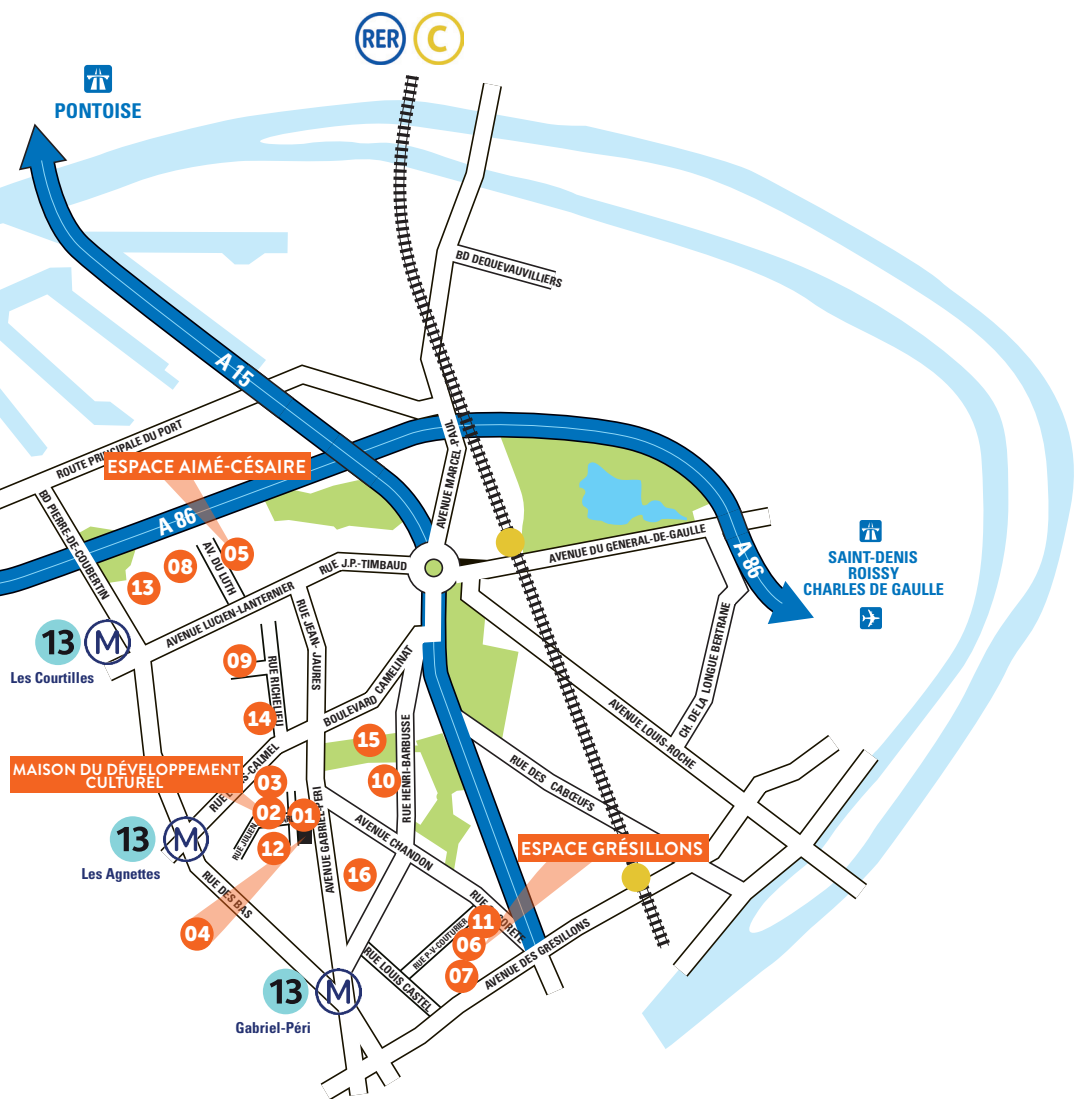 RER C
PONTOISE
BD DEQUEVAUVILLIERS
A 15
ROUTE PRINCIPALE DU PORT
ESPACE AIMÉ-CÉSAIRE
AVENUE MARCEL-PAUL
A 86
BD PIERRE-DE-COUBERTIN
13
08
AV. DU LUTH
05
RUE J.P.-TIMBAUD
AVENUE DU GENERAL-DE-GAULLE
A 86
SAINT-DENIS
ROISSY
CHARLES DE GAULLE
AVENUE LUCIEN-LANTERNIER
13 M
Les Courtilles
09
RUE RICHELIEU
RUE JEAN-JAURES
14
BOULEVARD CAMELINAT
15
10
RUE HENRI-BARBUSSE
CH. DE LA LONGUE BERTRANE
AVENUE LOUIS-ROCHE
RUE DES CABŒUFS
MAISON DU DÉVELOPPEMENT
CULTUREL
RUE
-CALMEL
03
02
01
RUE JULIEN
12
AVENUE GABRIEL-PERI
AVENUE CHANDON
13 M
Les Agnettes
16
ESPACE GRÉSILLONS
RUE DES BAS
04
RUE
11
RUE P.-V-COUTURIER
06
07
RUE LOUIS CASTEL
AVENUE DES GRESILLONS
13 M
Gabriel-Péri